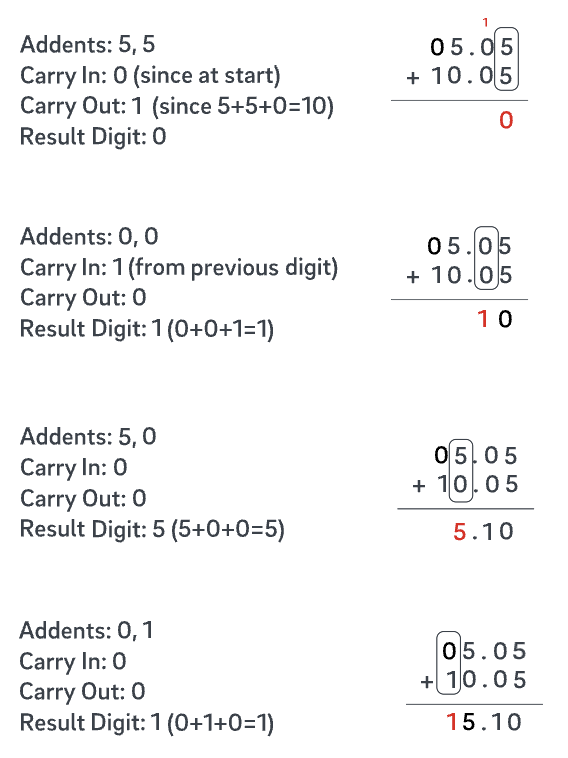 Addents: 5, 5
Carry In: 0 (since at start)
Carry Out: 1 (since 5+5+0=10)
Result Digit: 0
1
05.05
+ 10.05
0
Addents: 0, 0
Carry In: 1 (from previous digit)
Carry Out: 0
Result Digit: 1 (0+0+1=1)
05.05
+ 10.05
10
Addents: 5, 0
Carry In: 0
Carry Out: 0
Result Digit: 5 (5+0+0=5)
05.05
+ 10.05
5.10
Addents: 0, 1
Carry In: 0
Carry Out: 0
Result Digit: 1 (0+1+0=1)
05.05
+ 10.05
15.10